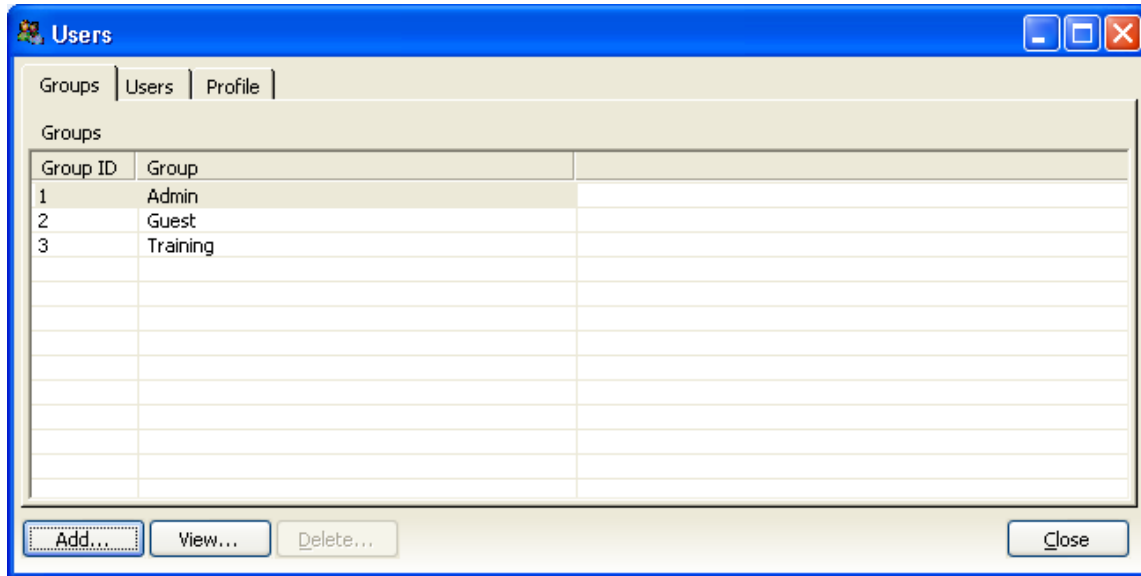 Users
Groups Users Profile
Groups
Group ID Group
1 Admin
2 Guest
3 Training
Add... View... Delete... Close